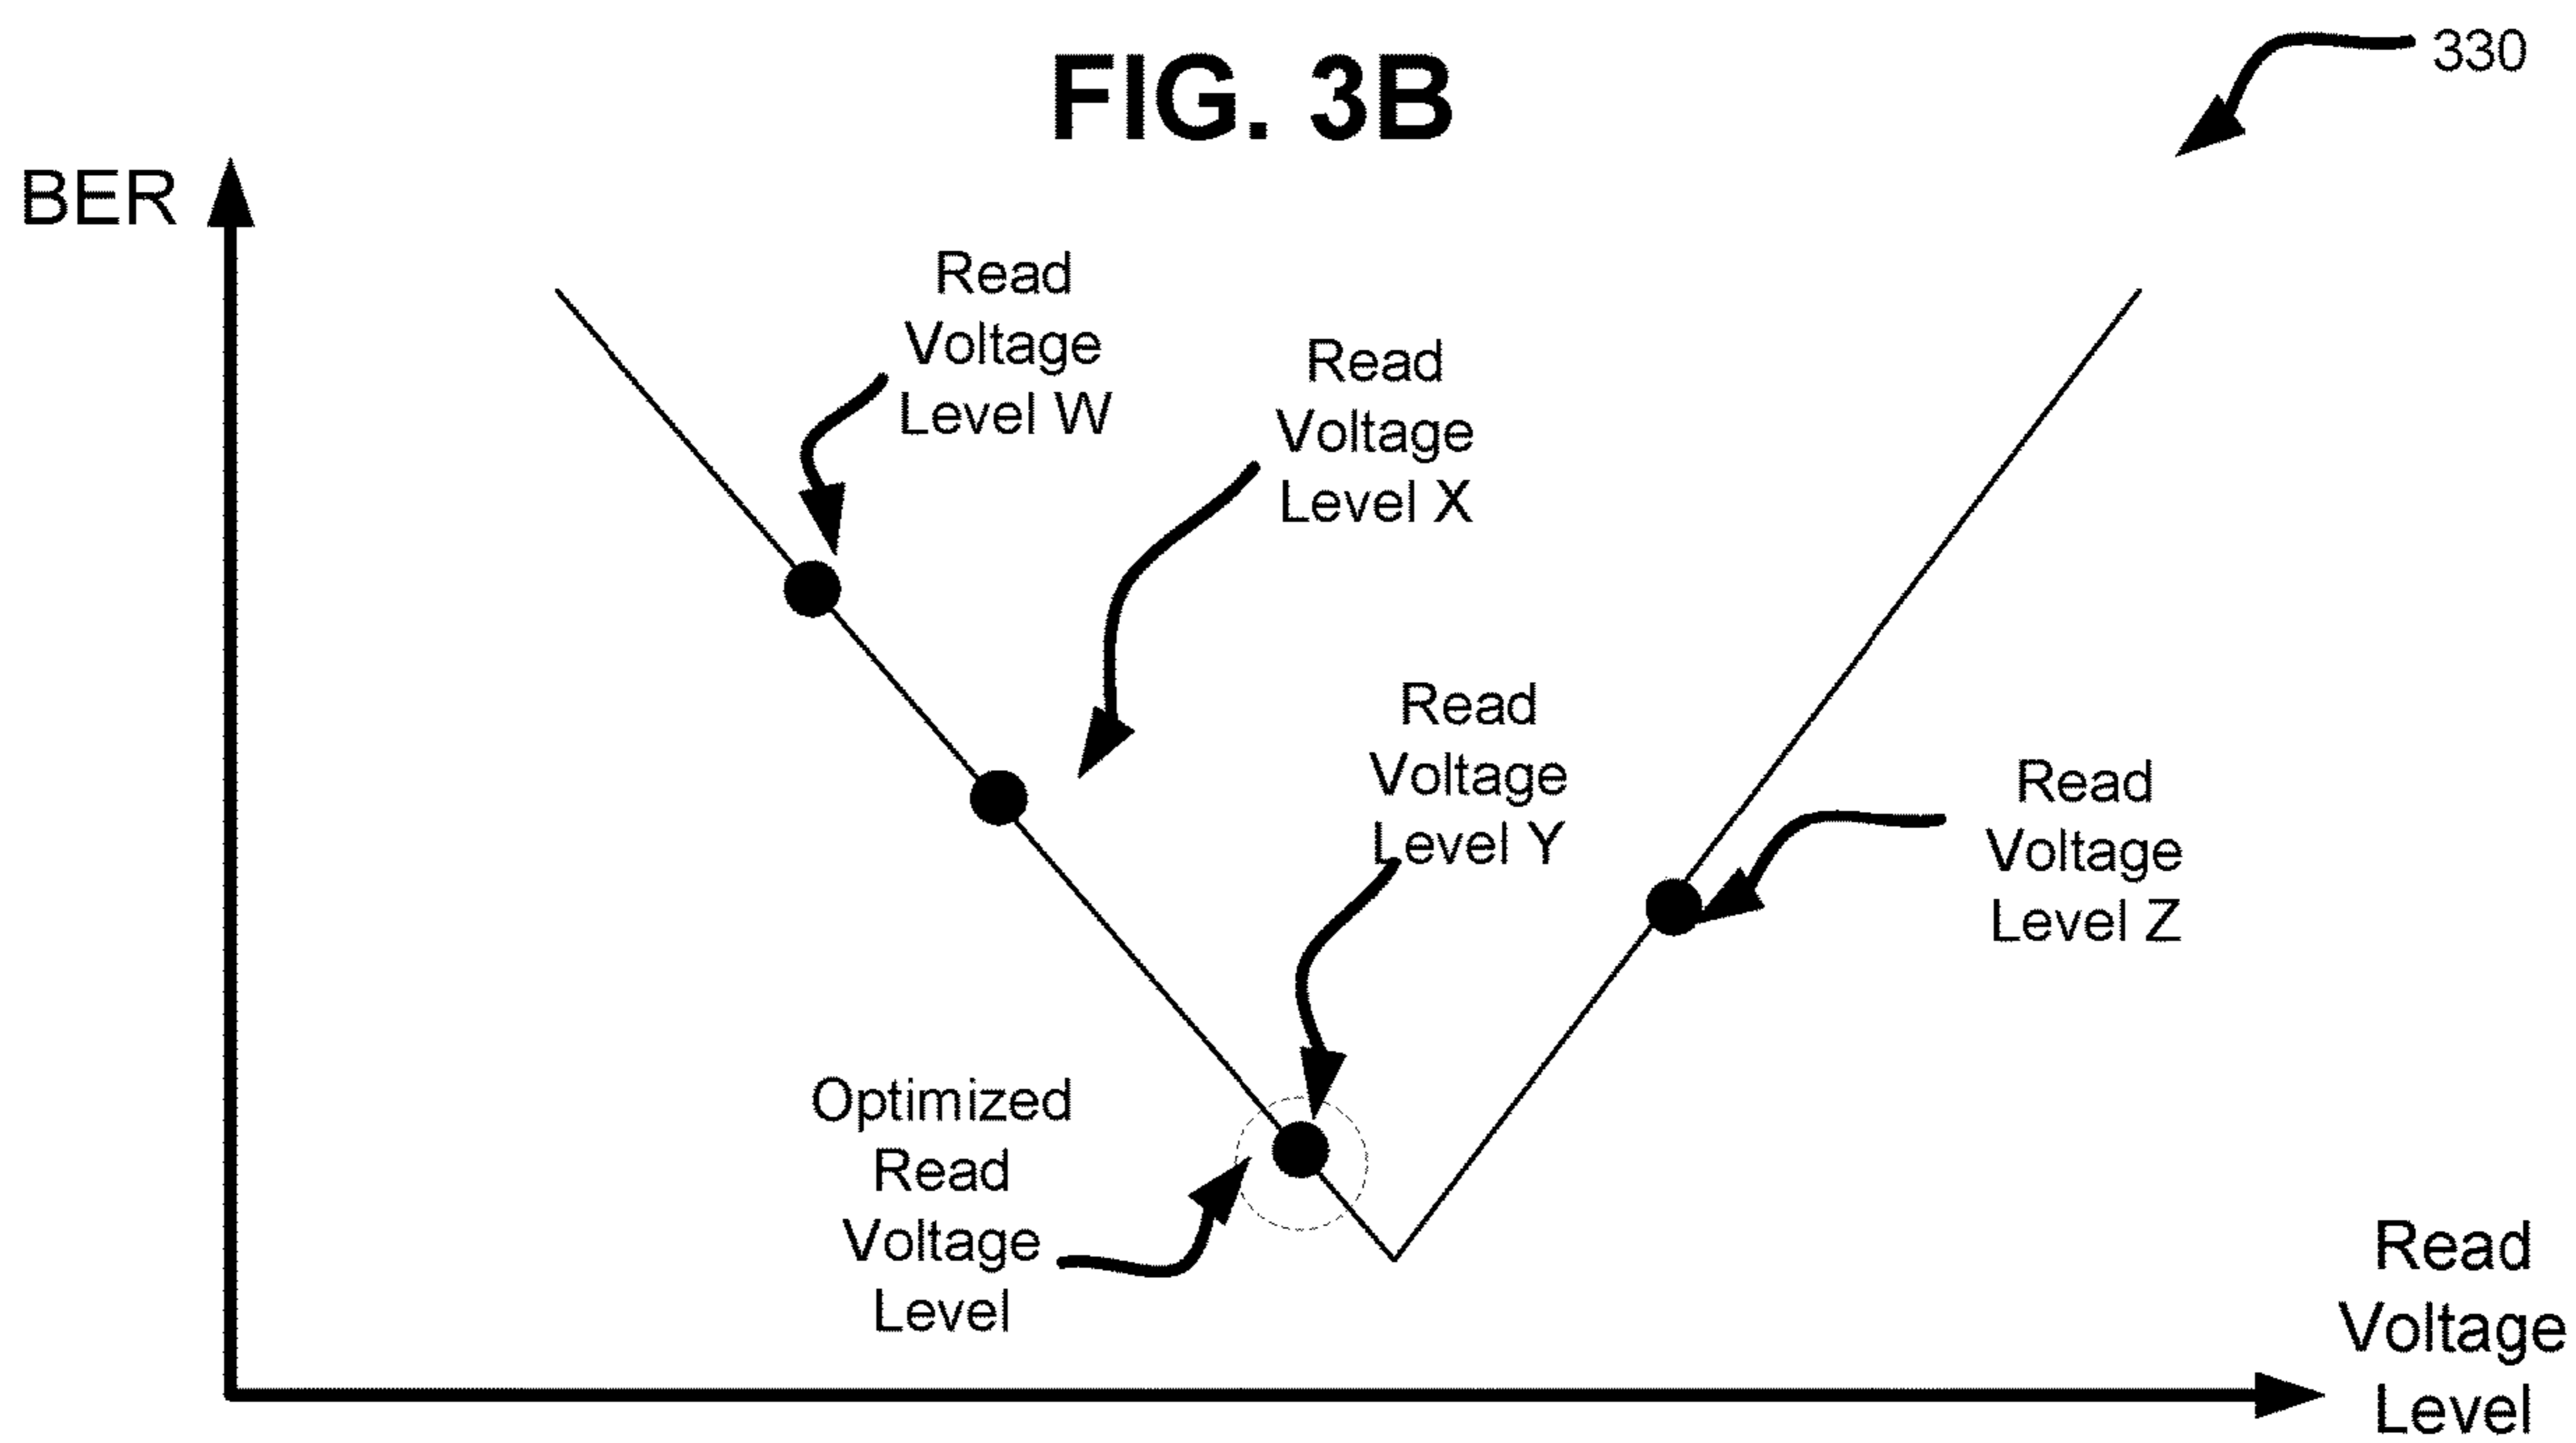 FIG. 3B
330
BER
Read
Voltage
Level W
Read
Voltage
Level X
Read
Voltage
Level Y
Read
Voltage
Level Z
Optimized
Read
Voltage
Level
Read
Voltage
Level